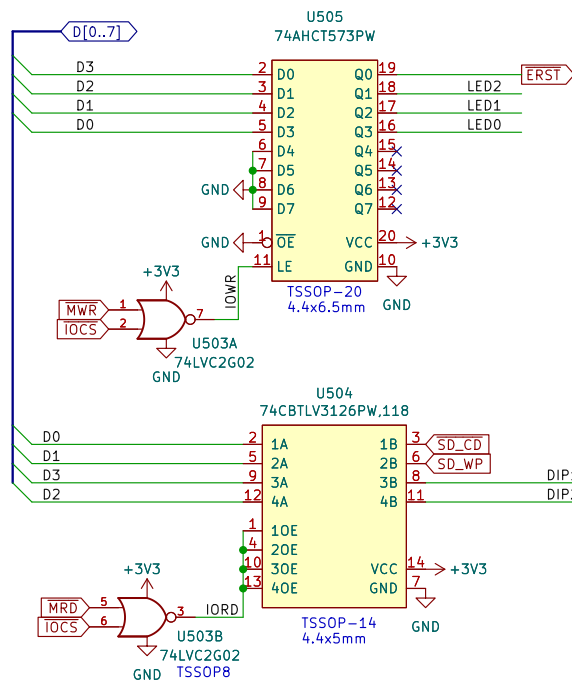 U505
74AHCT573PW
D[0..7]
D3 2 D0 Q0 19 ERST
D2 3 D1 Q1 18 LED2
D1 4 D2 Q2 17 LED1
D0 5 D3 Q3 16 LED0
6 D4 Q4 15
7 D5 Q5 14
GND 8 D6 Q6 13
9 D7 Q7 12
GND 1 OE VCC 20 +3V3
11 LE GND 10
IOWR
GND
TSSOP-20
4.4x6.5mm
+3V3
MWR 1
IOCS 2
7
U503A
74LVC2G02
GND
U504
74CBTLV3126PW,118
D0 2 1A 1B 3 SD_CD
D1 5 2A 2B 6 SD_WP
D3 9 3A 3B 8
D2 12 4A 4B 11
1 1OE
4 2OE
10 3OE VCC 14 +3V3
13 4OE GND 7
GND
+3V3
MRD 5
IOCS 6
3 IORD
U503B
74LVC2G02
TSSOP8
GND
TSSOP-14
4.4x5mm